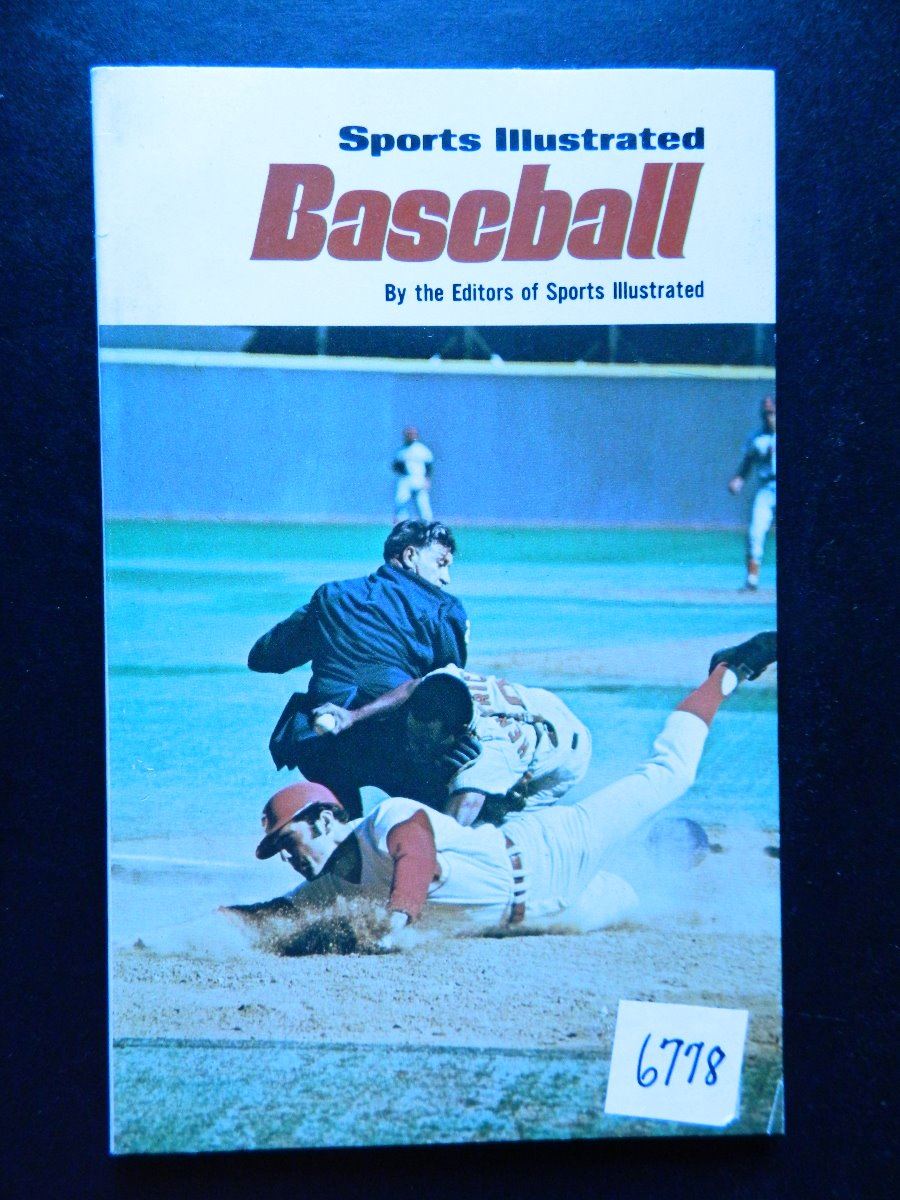 Sports Illustrated
Baseball
By the Editors of Sports Illustrated
6778